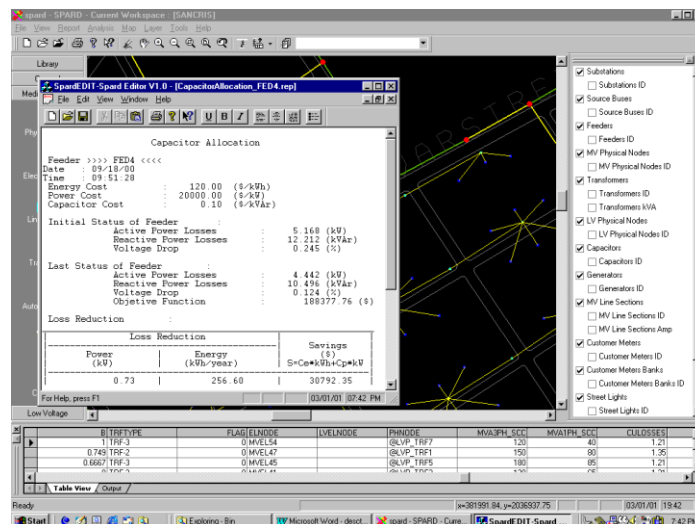 spard - SPARD - Current Workspace : [SANCRIS]
File View Report Analysis Map Layer Tools Help
Library
SpardEDIT-Spard Editor V1.0 - [CapacitorAllocation_FED4.rep]
File Edit View Window Help
Capacitor Allocation
Feeder >>>> FED4 <<<<
Date : 09/18/00
Time : 09:51:28
Energy Cost : 120.00 ($/kWh)
Power Cost : 20000.00 ($/kW)
Capacitor Cost : 0.10 ($/kVAr)
Initial Status of Feeder :
Active Power Losses : 5.168 (kW)
Reactive Power Losses : 12.212 (kVAr)
Voltage Drop : 0.245 (%)
Last Status of Feeder :
Active Power Losses : 4.442 (kW)
Reactive Power Losses : 10.496 (kVAr)
Voltage Drop : 0.124 (%)
Objetive Function : 188377.76 ($)
Loss Reduction :
Loss Reduction
Savings
Power Energy ($)
(kW) (kWh/year) S=Ce*kWh+Cp*kW
0.73 256.60 30792.35
For Help, press F1 03/01/01 07:42 PM
Low Voltage
Substations
Substations ID
Source Buses
Source Buses ID
Feeders
Feeders ID
MV Physical Nodes
MV Physical Nodes ID
Transformers
Transformers ID
Transformers kVA
LV Physical Nodes
LV Physical Nodes ID
Capacitors
Capacitors ID
Generators
Generators ID
MV Line Sections
MV Line Sections ID
MV Line Sections Amp
Customer Meters
Customer Meters ID
Customer Meters Banks
Customer Meters Banks ID
Street Lights
Street Lights ID
B TRFTYPE FLAG ELNODE LVELNODE PHNODE MVA3PH_SCC MVA1PH_SCC CULOSSES
1 TRF-3 0 MVEL54 @LVP_TRF7 120 40 1.21
0.749 TRF-2 0 MVEL47 @LVP_TRF1 150 80 1.35
0.6667 TRF-3 0 MVEL45 @LVP_TRF5 180 85 1.21
Table View Output
Ready x=381991.84, y=2036937.75 03/01/01 19:42
Start Exploring - Bin Microsoft Word - desct... spard - SPARD - Curre... SpardEDIT-Spard ... 7:42 PM